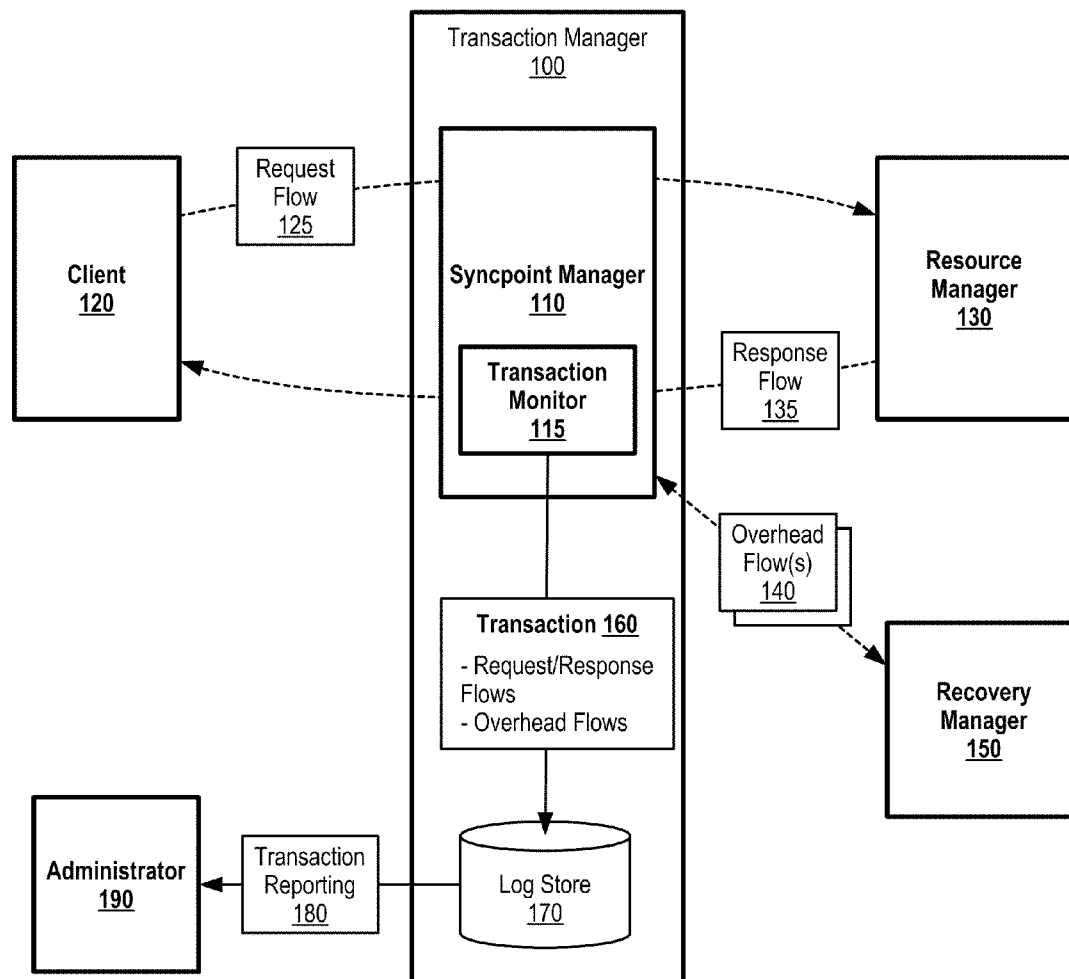 Transaction Manager
100
Request
Flow
125
Client
120
Syncpoint Manager
110
Resource
Manager
130
Transaction
Monitor
115
Response
Flow
135
Overhead
Flow(s)
140
Transaction 160
- Request/Response
Flows
- Overhead Flows
Recovery
Manager
150
Administrator
190
Transaction
Reporting
180
Log Store
170